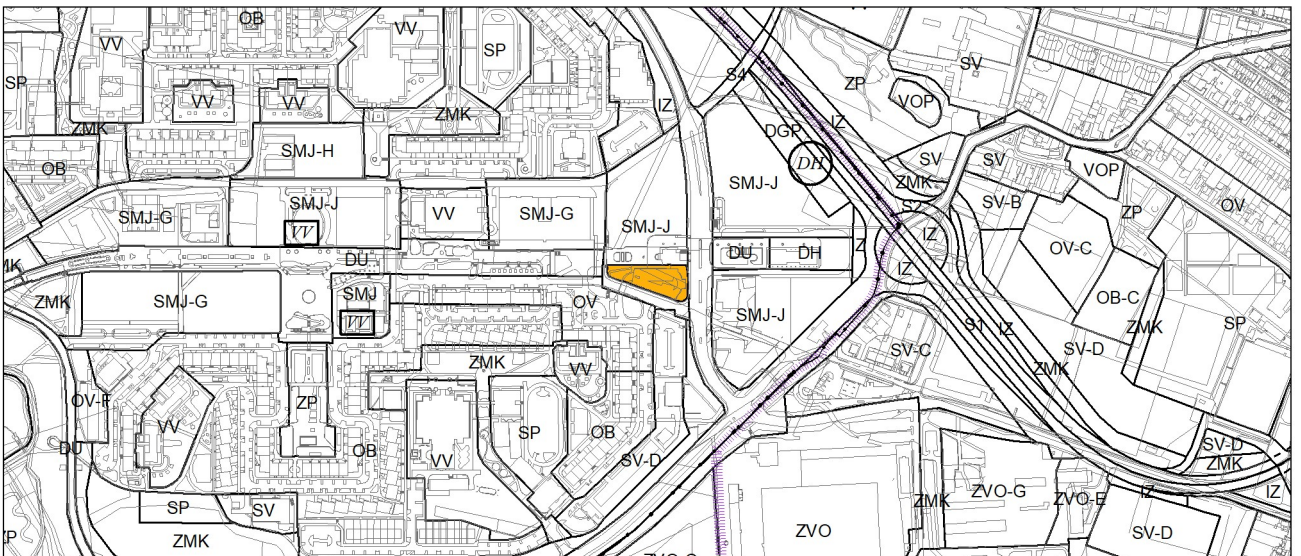 OB
VV
VV
SP
SP
VV
VV
ZMK
ZMK
OB
SMJ-H
IZ
S4
ZP
SV
VOP
IZ
DGP
DH
SV
SV
VOP
ZMK
S2
SMJ-J
SMJ-G
SMJ-J
VV
VV
SMJ-G
SMJ-J
IZ
SV-B
ZP
OV
OV-C
DU
DU
DH
IZ
IZ
MK
ZMK
SMJ-G
SMJ
VV
OV
SMJ-J
OB-C
ZMK
SP
S1
IZ
SV-C
SV-D
ZMK
ZMK
VV
OV-F
VV
ZP
OB
VV
SP
OB
SV-D
DU
SP
SV
ZMK
ZP
ZVO
ZMK
ZVO-G
ZVO-E
IZ
SV-D
SV-D
ZMK
IZ